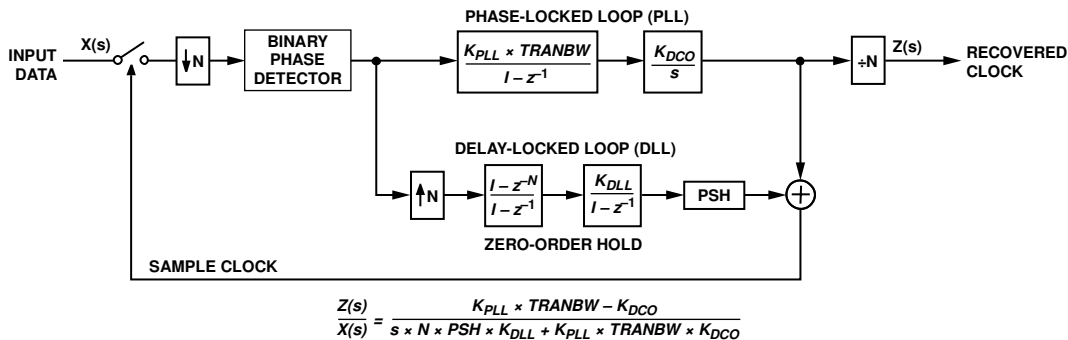 PHASE-LOCKED LOOP (PLL)
INPUT
DATA
X(s)
↓N
BINARY
PHASE
DETECTOR
K_PLL × TRANBW
I – z⁻¹
K_DCO
s
÷N
Z(s)
RECOVERED
CLOCK
DELAY-LOCKED LOOP (DLL)
↑N
I – z⁻ᴺ
I – z⁻¹
K_DLL
I – z⁻¹
PSH
+
ZERO-ORDER HOLD
SAMPLE CLOCK
Z(s)/X(s) = K_PLL × TRANBW – K_DCO / s × N × PSH × K_DLL + K_PLL × TRANBW × K_DCO